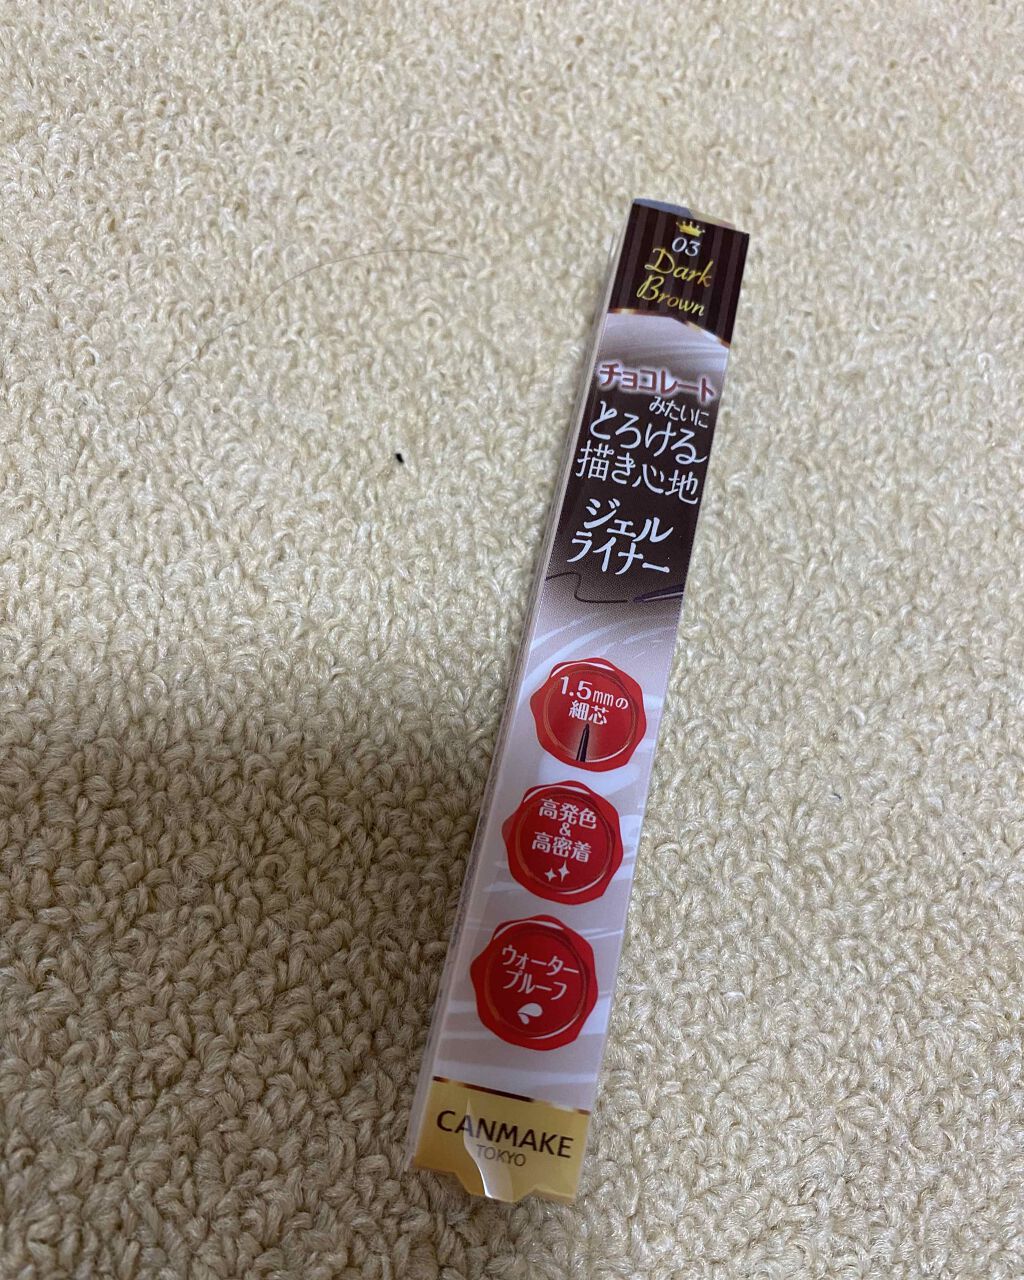 03
Dark
Brown
チョコレート
みたいに
とろける
描き心地
ジェル
ライナー
1.5mmの
細芯
高発色
&
高密着
ウォーター
プルーフ
CANMAKE
TOKYO